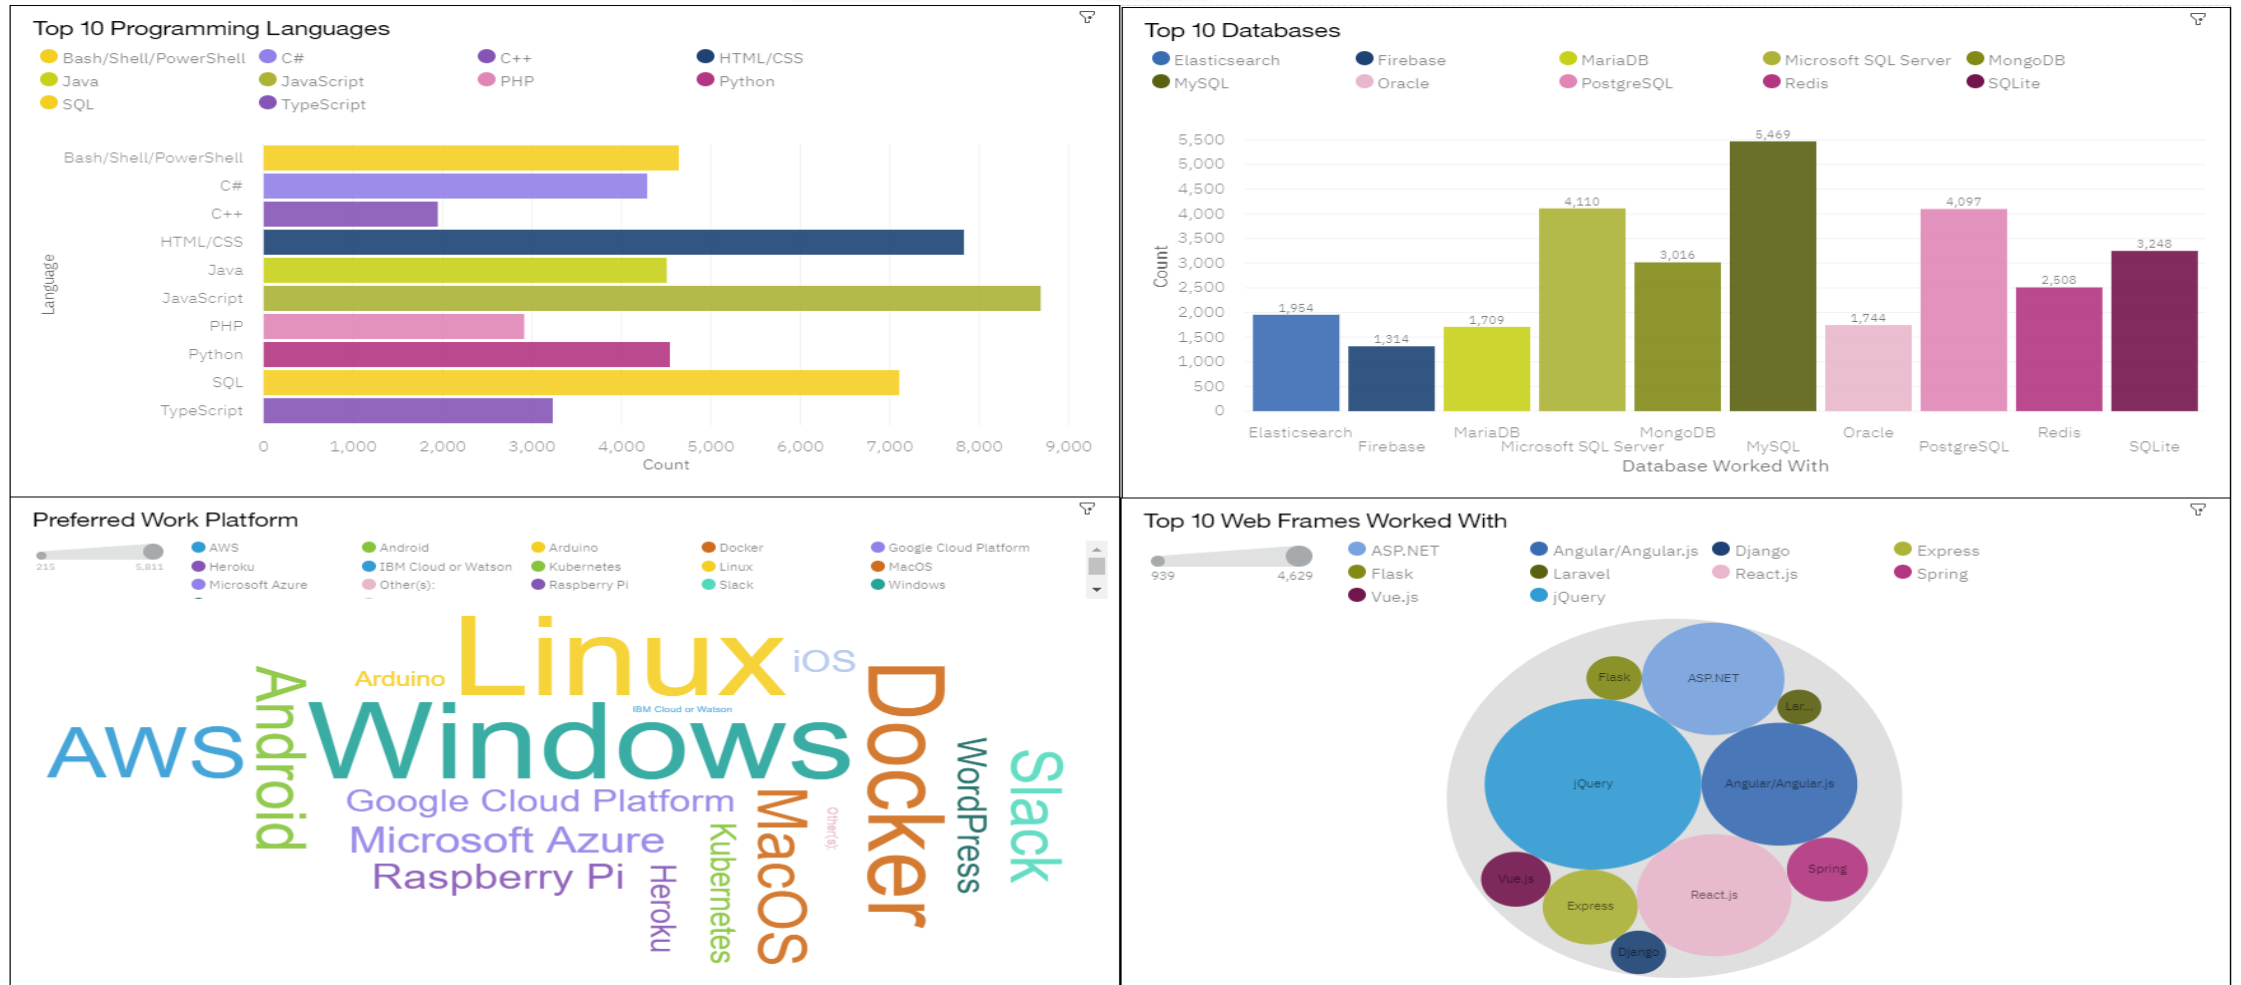 Top 10 Programming Languages
Bash/Shell/PowerShell C# C++ HTML/CSS
Java JavaScript PHP Python
SQL TypeScript
Language
Bash/Shell/PowerShell
C#
C++
HTML/CSS
Java
JavaScript
PHP
Python
SQL
TypeScript
0 1,000 2,000 3,000 4,000 5,000 6,000 7,000 8,000 9,000
Count
Top 10 Databases
Elasticsearch Firebase MariaDB Microsoft SQL Server MongoDB
MySQL Oracle PostgreSQL Redis SQLite
Count
5,500
5,000
4,500
4,000
3,500
3,000
2,500
2,000
1,500
1,000
500
0
1,954
1,314
1,709
4,110
3,016
5,469
1,744
4,097
2,508
3,248
Elasticsearch MariaDB MongoDB Oracle Redis
Firebase Microsoft SQL Server MySQL PostgreSQL SQLite
Database Worked With
Preferred Work Platform
215 5,811
AWS Android Arduino Docker Google Cloud Platform
Heroku IBM Cloud or Watson Kubernetes Linux MacOS
Microsoft Azure Other(s): Raspberry Pi Slack Windows
Linux
iOS
Arduino
Android
Docker
IBM Cloud or Watson
AWS
Windows
WordPress
Slack
Google Cloud Platform
MacOS
Other(s):
Microsoft Azure
Kubernetes
Raspberry Pi
Heroku
Top 10 Web Frames Worked With
939 4,629
ASP.NET Angular/Angular.js Django Express
Flask Laravel React.js Spring
Vue.js jQuery
Flask
ASP.NET
Lar...
jQuery
Angular/Angular.js
Spring
Vue.js
React.js
Express
Django